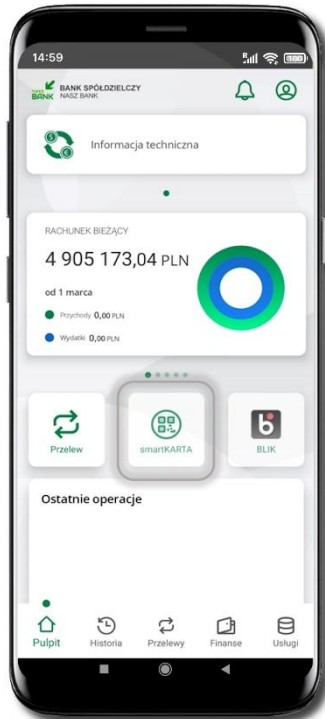 14:59
BANK SPÓŁDZIELCZY
BANK NASZ BANK
Informacja techniczna
RACHUNEK BIEŻĄCY
4 905 173,04 PLN
od 1 marca
Przychody 0,00 PLN
Wydatki 0,00 PLN
Przelew
smartKARTA
BLIK
Ostatnie operacje
Pulpit
Historia
Przelewy
Finanse
Usługi